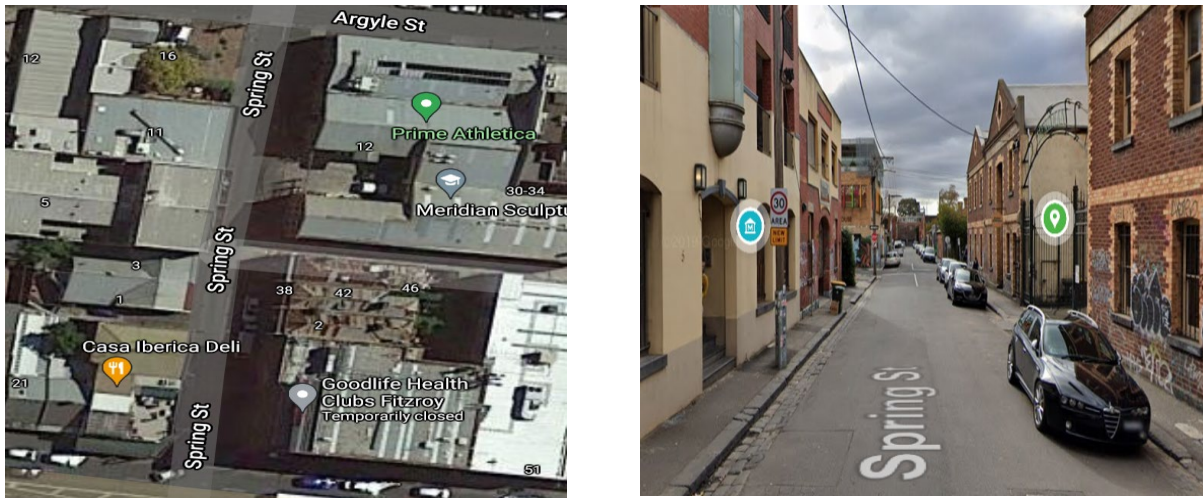 Argyle St
12
16
Spring St
Prime Athletica
11
12
30-34
5
Meridian Sculptu
Spring St
3
38
42
46
1
2
Casa Iberica Deli
Goodlife Health
Clubs Fitzroy
Temporarily closed
21
Spring St
51
30
AREA
NEW
LIMIT
Spring St